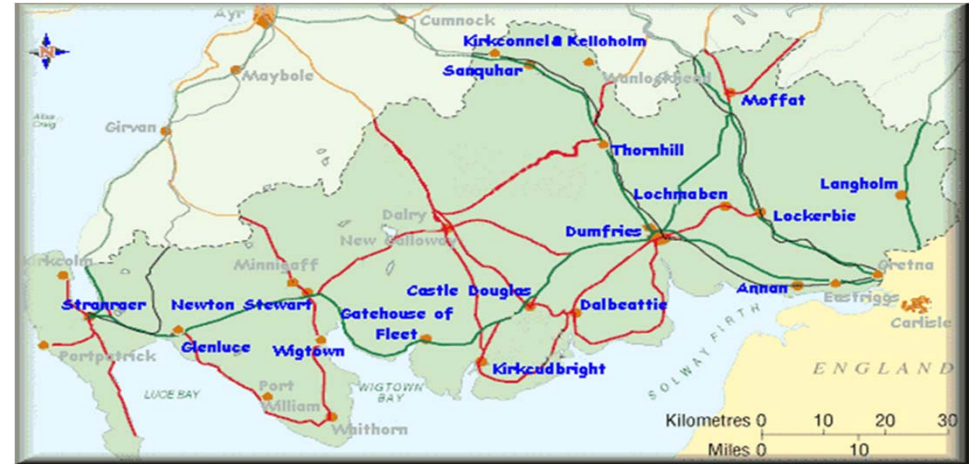 Ayr
Cumnock
Kirkconnel & Kelloholm
N
Sanquhar
Wanlockhead
Maybole
Moffat
Ailsa
Craig
Girvan
Thornhill
Langholm
Lochmaben
Dalry
Lockerbie
New Galloway
Dumfries
Kirkcolm
Minnigaff
Gretna
Castle Douglas
Annan
Eastriggs
Stranraer
Newton Stewart
Dalbeattie
Gatehouse of
Fleet
Carlisle
Glenluce
Wigtown
Portpatrick
Kirkcudbright
SOLWAY FIRTH
ENGLAND
LUCE BAY
Port
William
WIGTOWN
BAY
Whithorn
Kilometres 0 10 20 30
Miles 0 10